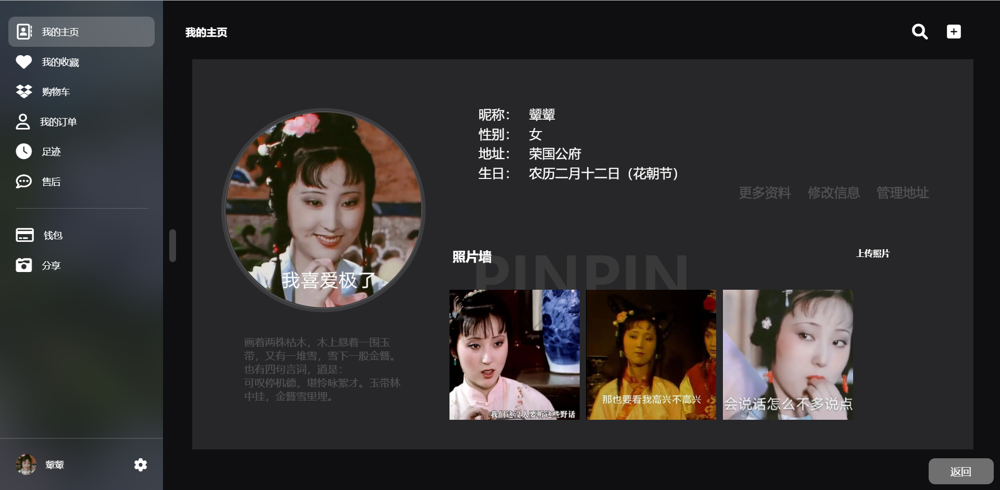 我的主页
我的收藏
购物车
我的订单
足迹
售后
钱包
分享
颦颦
我的主页
昵称： 颦颦
性别： 女
地址： 荣国公府
生日： 农历二月十二日（花朝节）
更多资料 修改信息 管理地址
我喜爱极了
画着两株枯木，木上悬着一围玉
带，又有一堆雪，雪下一股金簪。
也有四句言词，道是：
可叹停机德，堪怜咏絮才。玉带林
中挂，金簪雪里埋。
照片墙
上传照片
PINPIN
我们这没人要听这些野话
那也要看我高兴不高兴
会说话怎么不多说点
返回